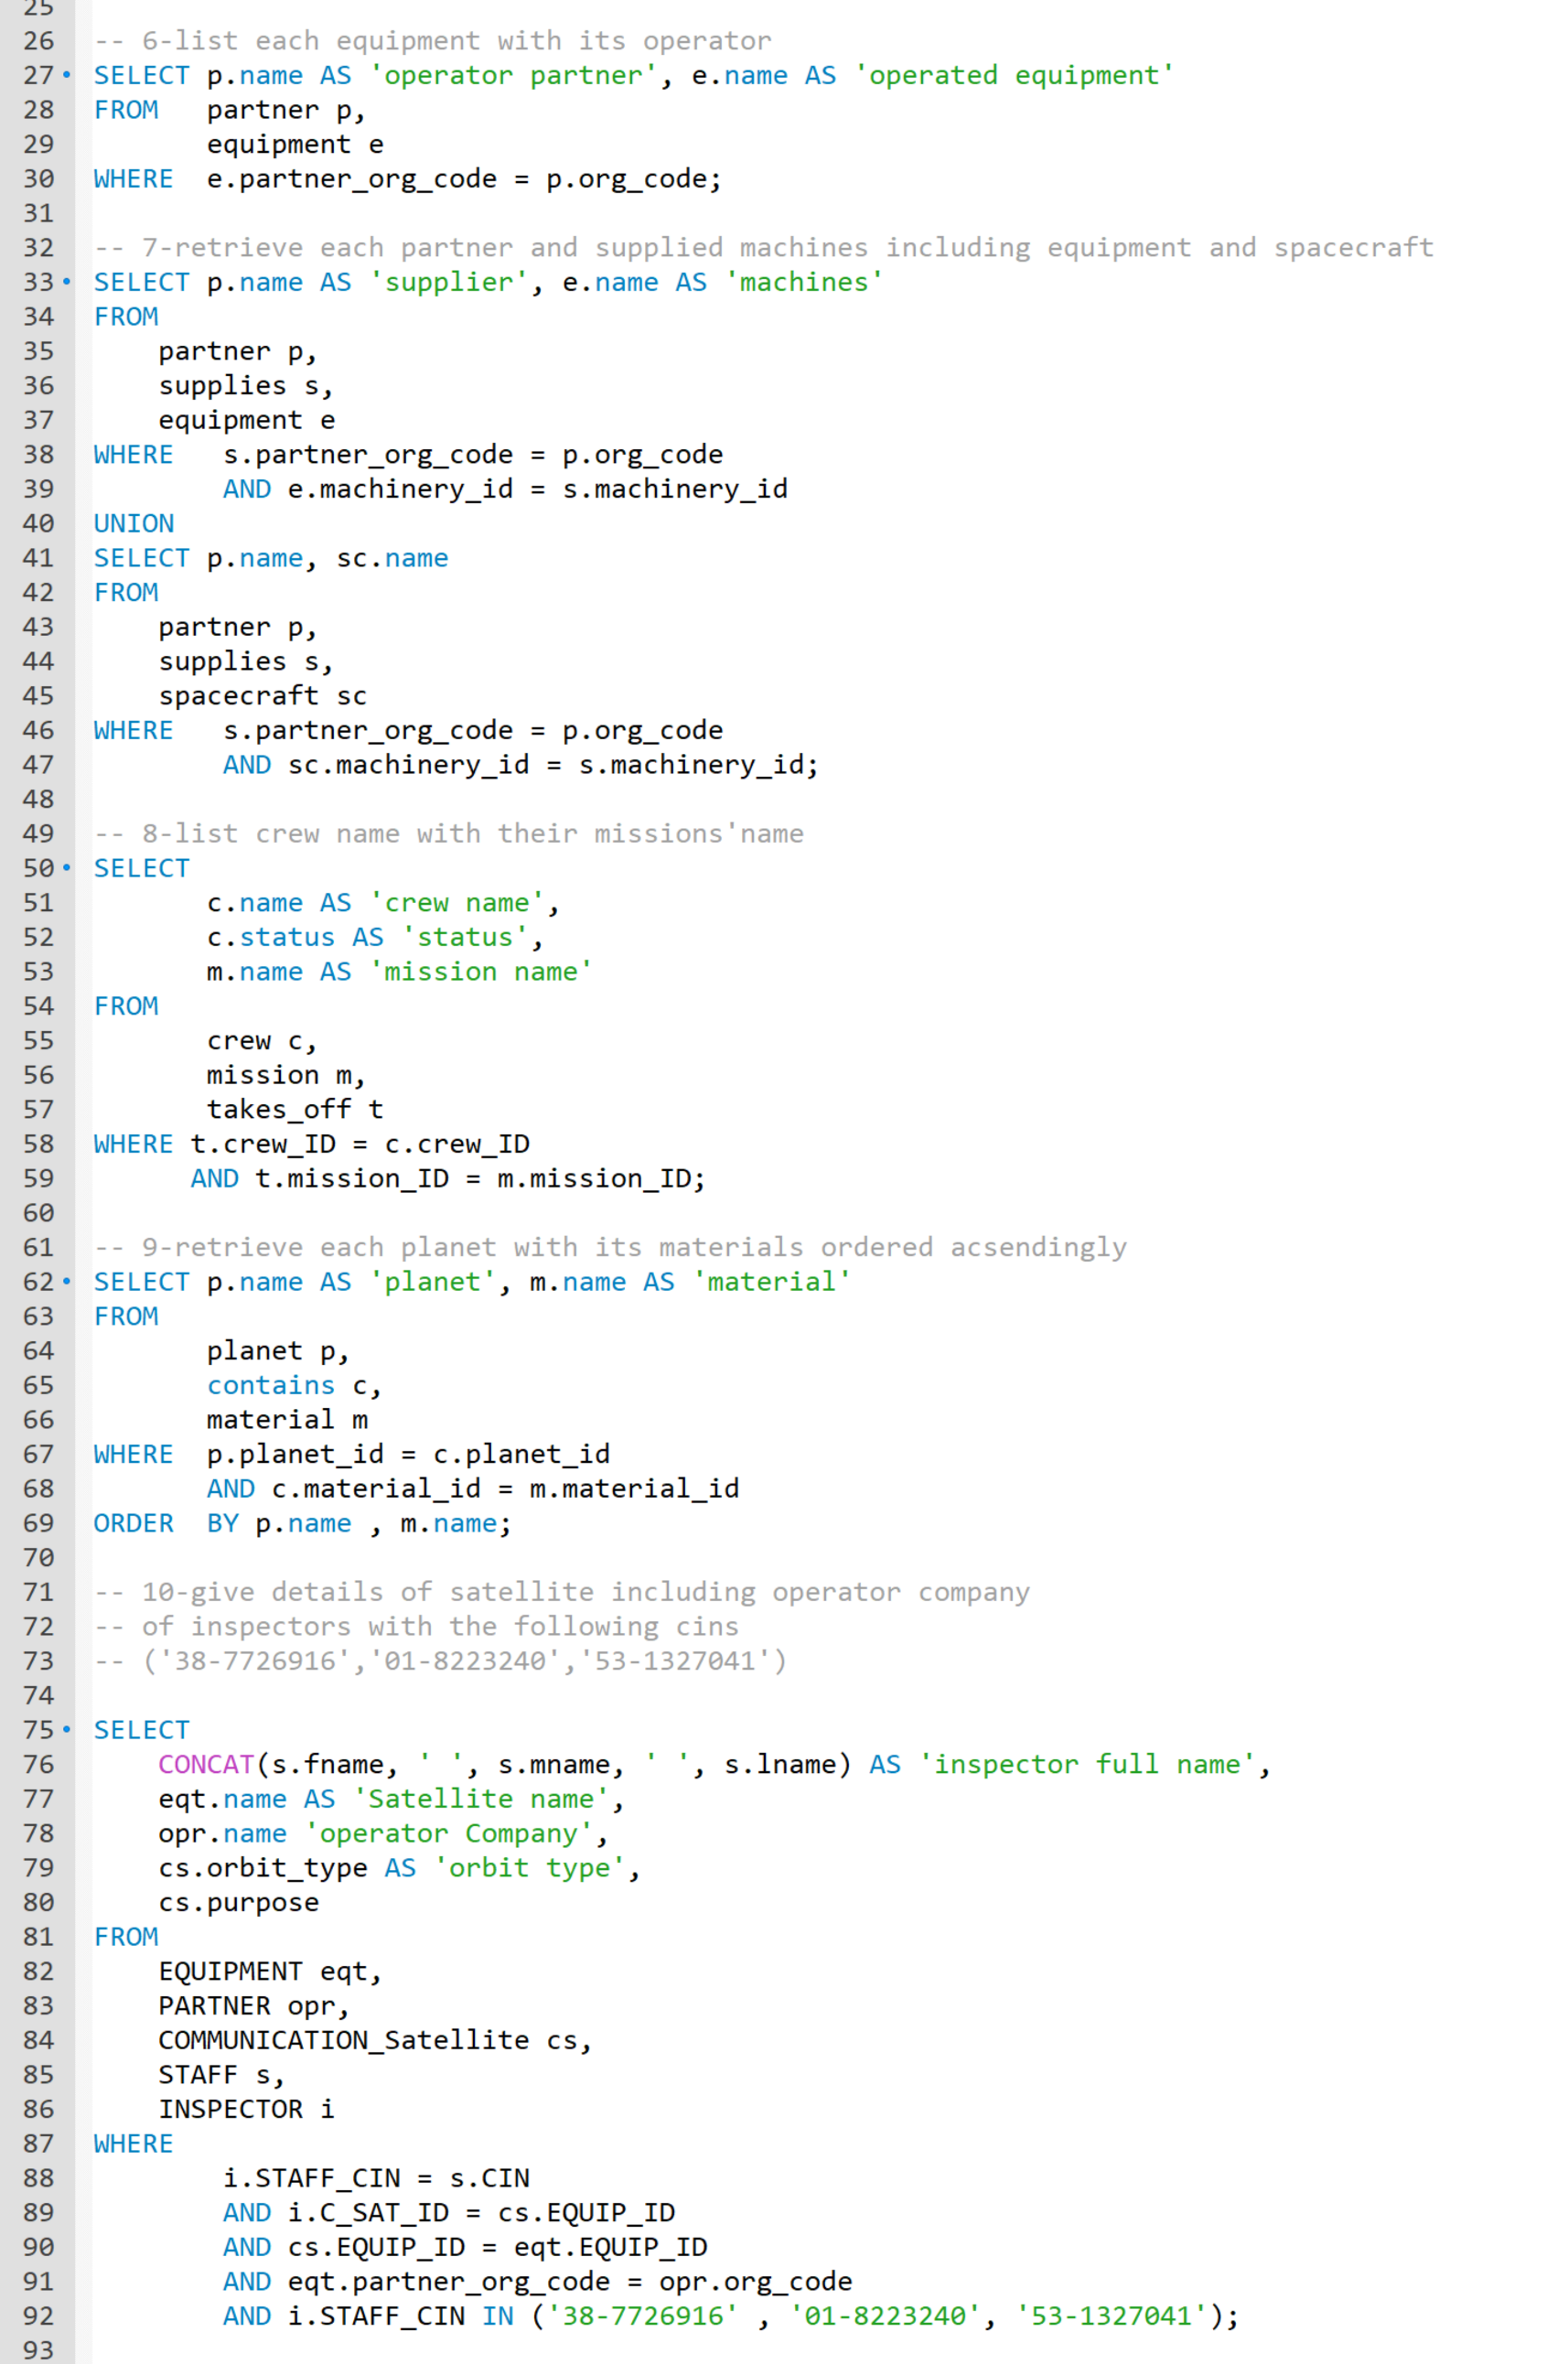 25
26 -- 6-list each equipment with its operator
27 SELECT p.name AS 'operator partner', e.name AS 'operated equipment'
28 FROM partner p,
29 equipment e
30 WHERE e.partner_org_code = p.org_code;
31
32 -- 7-retrieve each partner and supplied machines including equipment and spacecraft
33 SELECT p.name AS 'supplier', e.name AS 'machines'
34 FROM
35 partner p,
36 supplies s,
37 equipment e
38 WHERE s.partner_org_code = p.org_code
39 AND e.machinery_id = s.machinery_id
40 UNION
41 SELECT p.name, sc.name
42 FROM
43 partner p,
44 supplies s,
45 spacecraft sc
46 WHERE s.partner_org_code = p.org_code
47 AND sc.machinery_id = s.machinery_id;
48
49 -- 8-list crew name with their missions'name
50 SELECT
51 c.name AS 'crew name',
52 c.status AS 'status',
53 m.name AS 'mission name'
54 FROM
55 crew c,
56 mission m,
57 takes_off t
58 WHERE t.crew_ID = c.crew_ID
59 AND t.mission_ID = m.mission_ID;
60
61 -- 9-retrieve each planet with its materials ordered acsendingly
62 SELECT p.name AS 'planet', m.name AS 'material'
63 FROM
64 planet p,
65 contains c,
66 material m
67 WHERE p.planet_id = c.planet_id
68 AND c.material_id = m.material_id
69 ORDER BY p.name , m.name;
70
71 -- 10-give details of satellite including operator company
72 -- of inspectors with the following cins
73 -- ('38-7726916','01-8223240','53-1327041')
74
75 SELECT
76 CONCAT(s.fname, ' ', s.mname, ' ', s.lname) AS 'inspector full name',
77 eqt.name AS 'Satellite name',
78 opr.name 'operator Company',
79 cs.orbit_type AS 'orbit type',
80 cs.purpose
81 FROM
82 EQUIPMENT eqt,
83 PARTNER opr,
84 COMMUNICATION_Satellite cs,
85 STAFF s,
86 INSPECTOR i
87 WHERE
88 i.STAFF_CIN = s.CIN
89 AND i.C_SAT_ID = cs.EQUIP_ID
90 AND cs.EQUIP_ID = eqt.EQUIP_ID
91 AND eqt.partner_org_code = opr.org_code
92 AND i.STAFF_CIN IN ('38-7726916' , '01-8223240', '53-1327041');
93